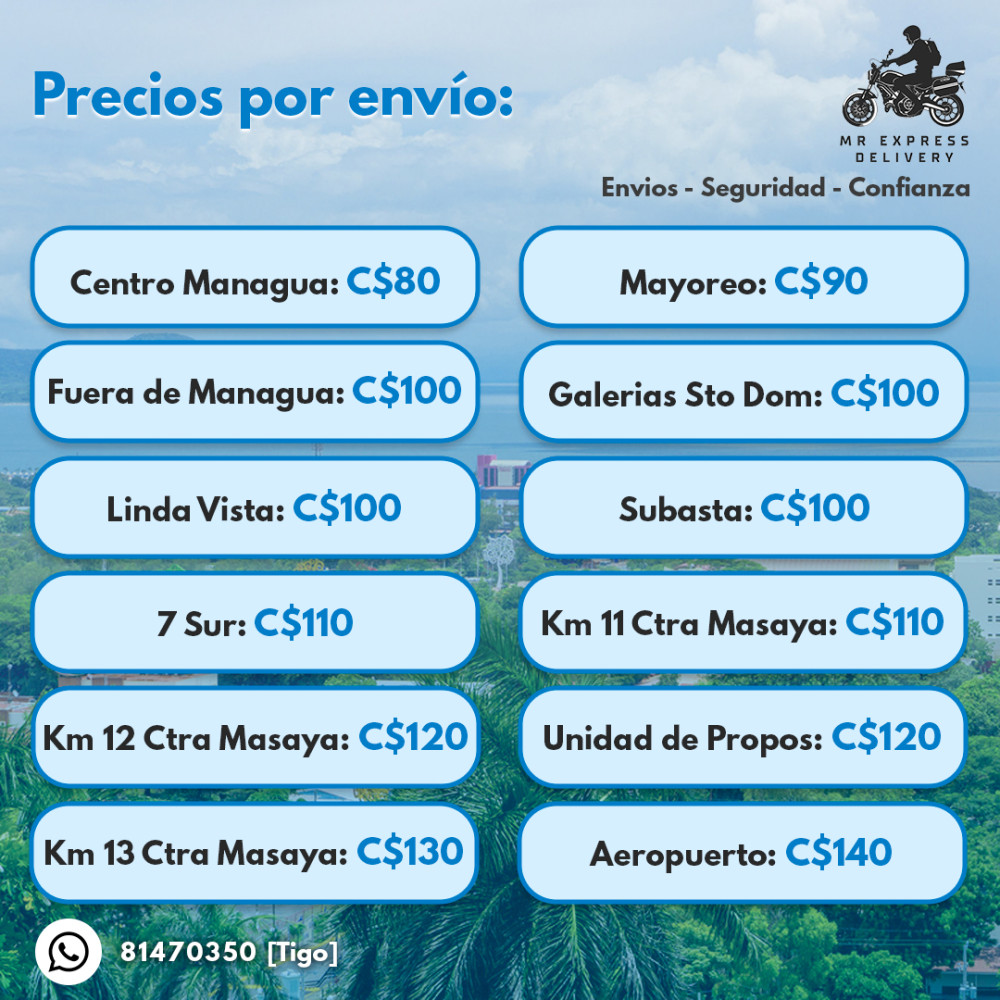 Precios por envío:
MR EXPRESS
DELIVERY
Envios - Seguridad - Confianza
Centro Managua: C$80
Mayoreo: C$90
Fuera de Managua: C$100
Galerias Sto Dom: C$100
Linda Vista: C$100
Subasta: C$100
7 Sur: C$110
Km 11 Ctra Masaya: C$110
Km 12 Ctra Masaya: C$120
Unidad de Propos: C$120
Km 13 Ctra Masaya: C$130
Aeropuerto: C$140
81470350 [Tigo]